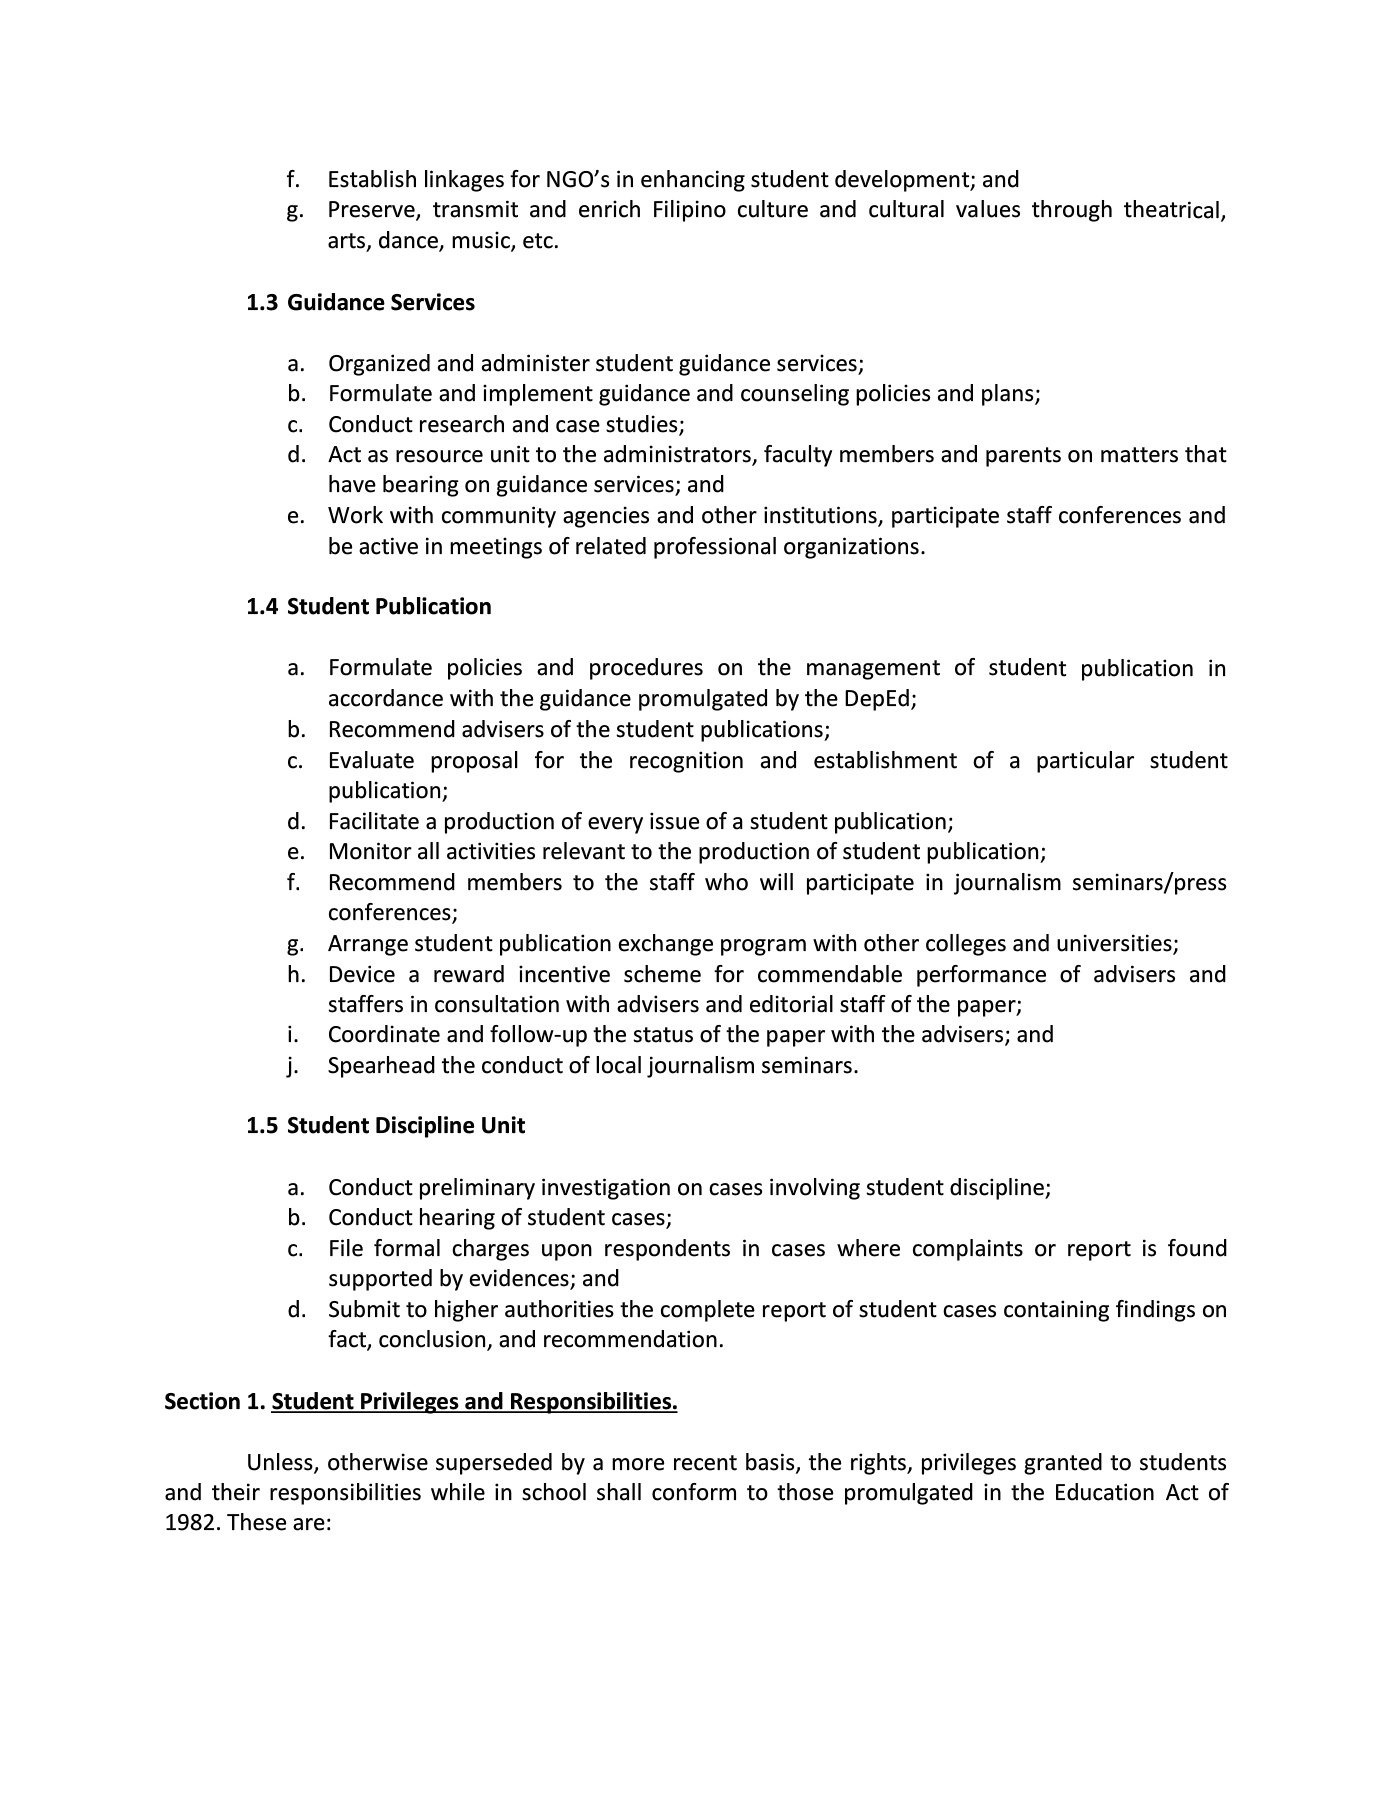 f. Establish linkages for NGO’s in enhancing student development; and
g. Preserve, transmit and enrich Filipino culture and cultural values through theatrical,
arts, dance, music, etc.
1.3 Guidance Services
a. Organized and administer student guidance services;
b. Formulate and implement guidance and counseling policies and plans;
c. Conduct research and case studies;
d. Act as resource unit to the administrators, faculty members and parents on matters that
have bearing on guidance services; and
e. Work with community agencies and other institutions, participate staff conferences and
be active in meetings of related professional organizations.
1.4 Student Publication
a. Formulate policies and procedures on the management of student publication in
accordance with the guidance promulgated by the DepEd;
b. Recommend advisers of the student publications;
c. Evaluate proposal for the recognition and establishment of a particular student
publication;
d. Facilitate a production of every issue of a student publication;
e. Monitor all activities relevant to the production of student publication;
f. Recommend members to the staff who will participate in journalism seminars/press
conferences;
g. Arrange student publication exchange program with other colleges and universities;
h. Device a reward incentive scheme for commendable performance of advisers and
staffers in consultation with advisers and editorial staff of the paper;
i. Coordinate and follow-up the status of the paper with the advisers; and
j. Spearhead the conduct of local journalism seminars.
1.5 Student Discipline Unit
a. Conduct preliminary investigation on cases involving student discipline;
b. Conduct hearing of student cases;
c. File formal charges upon respondents in cases where complaints or report is found
supported by evidences; and
d. Submit to higher authorities the complete report of student cases containing findings on
fact, conclusion, and recommendation.
Section 1. Student Privileges and Responsibilities.
Unless, otherwise superseded by a more recent basis, the rights, privileges granted to students
and their responsibilities while in school shall conform to those promulgated in the Education Act of
1982. These are: